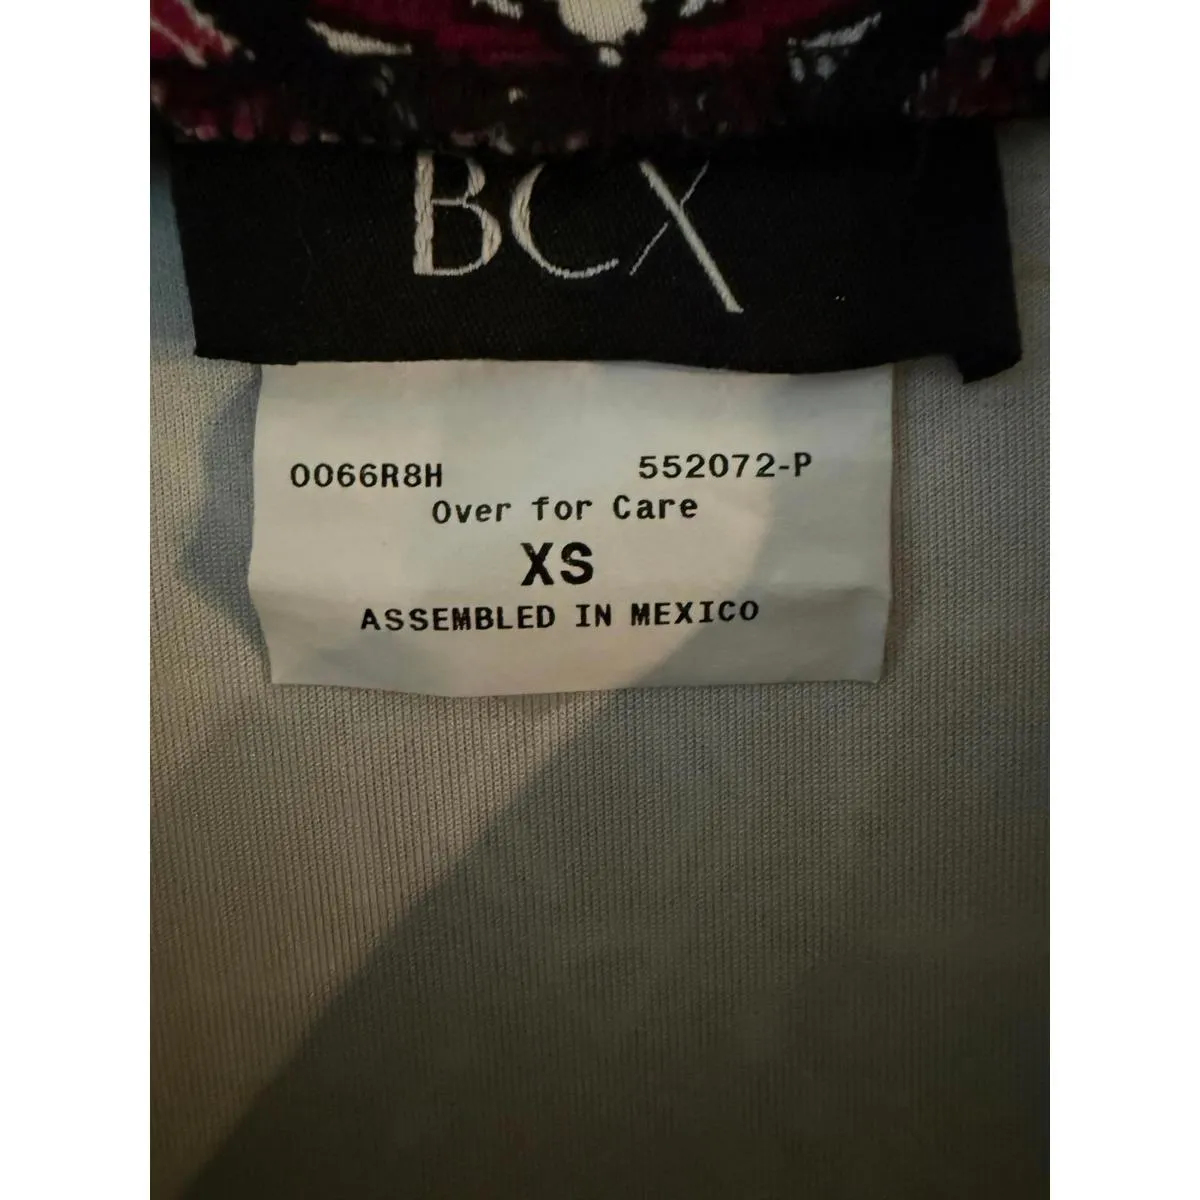 BCX
0066R8H 552072-P
Over for Care
XS
ASSEMBLED IN MEXICO